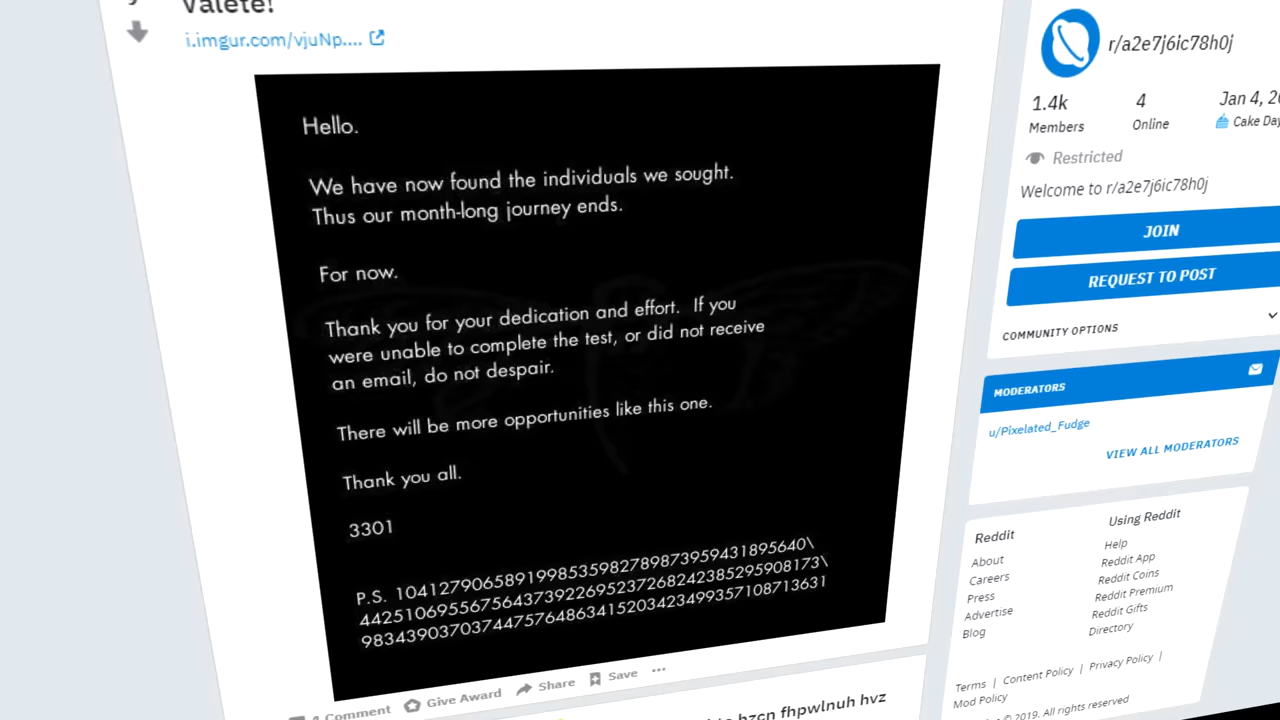 Valete!
i.imgur.com/vjuNp....
Hello.
We have now found the individuals we sought.
Thus our month-long journey ends.
For now.
Thank you for your dedication and effort. If you
were unable to complete the test, or did not receive
an email, do not despair.
There will be more opportunities like this one.
Thank you all.
3301
P.S. 1041279065891998535982789873959431895640\
442510695567564373922695237268242385295908173\
9834390370374475764863415203423499357108713631
Give Award
Share
Save
fhpwlnuh hvz
r/a2e7j6ic78h0j
1.4k
4
Jan 4,
Members
Online
Cake Day
Restricted
Welcome to r/a2e7j6ic78h0j
JOIN
REQUEST TO POST
COMMUNITY OPTIONS
MODERATORS
u/Pixelated_Fudge
VIEW ALL MODERATORS
Reddit
Using Reddit
About
Help
Careers
Reddit App
Press
Reddit Coins
Advertise
Reddit Premium
Blog
Reddit Gifts
Directory
Terms | Content Policy | Privacy Policy |
Mod Policy
© 2019. All rights reserved